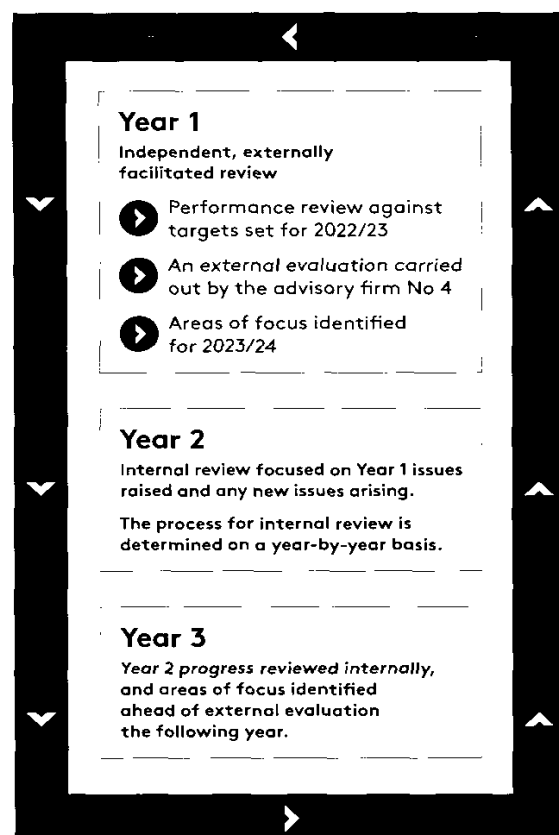 Year 1
Independent, externally
facilitated review
Performance review against
targets set for 2022/23
An external evaluation carried
out by the advisory firm No 4
Areas of focus identified
for 2023/24
Year 2
Internal review focused on Year 1 issues
raised and any new issues arising.
The process for internal review is
determined on a year-by-year basis.
Year 3
Year 2 progress reviewed internally,
and areas of focus identified
ahead of external evaluation
the following year.